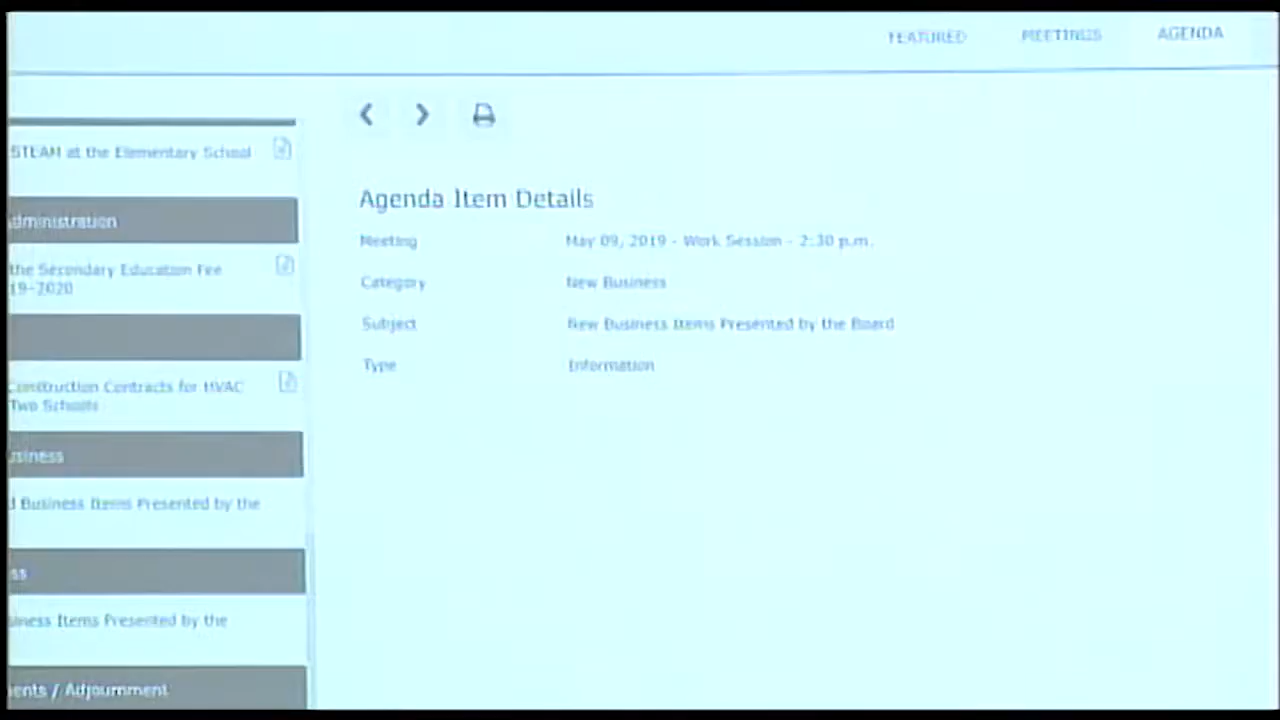 FEATURED MEETINGS AGENDA
STEAM at the Elementary School
dministration
the Secondary Education Fee
19-2020
Construction Contracts for HVAC
Two Schools
usiness
d Business Items Presented by the
ss
siness Items Presented by the
ents / Adjournment
Agenda Item Details
Meeting May 09, 2019 - Work Session - 2:30 p.m.
Category New Business
Subject New Business Items Presented by the Board
Type Information